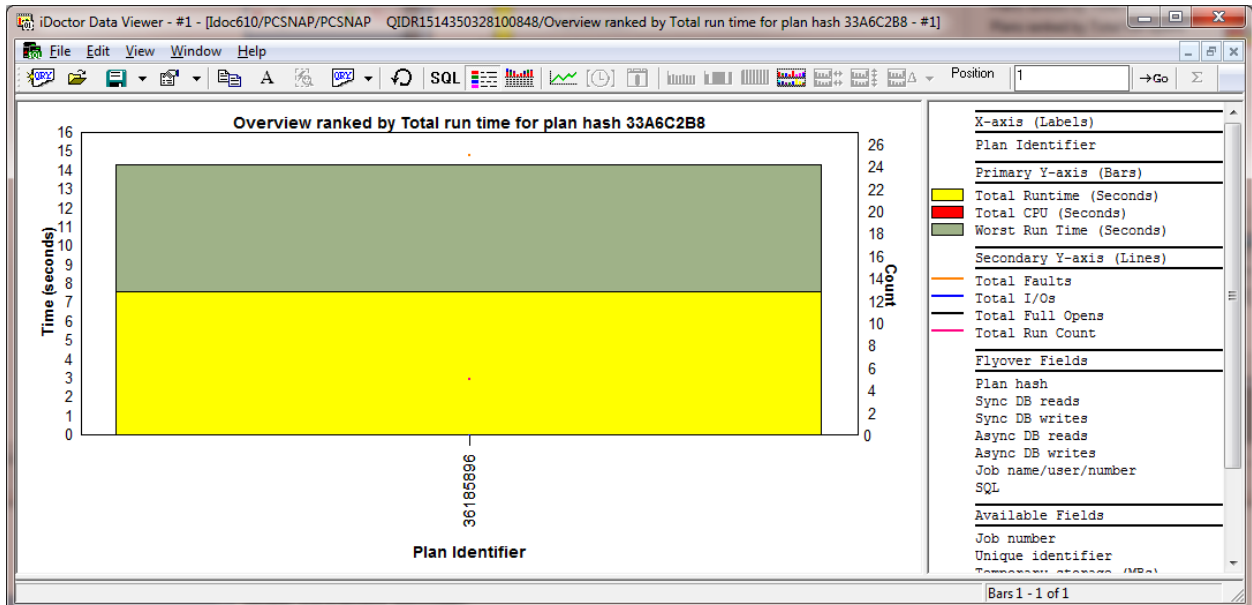 iDoctor Data Viewer - #1 - [Idoc610/PCSNAP/PCSNAP QIDR1514350328100848/Overview ranked by Total run time for plan hash 33A6C2B8 - #1]
File Edit View Window Help
QRY A QRY SQL Position 1 →Go Σ
Overview ranked by Total run time for plan hash 33A6C2B8
16
15
14
13
12
11
10
9
8
7
6
5
4
3
2
1
0
Time (seconds)
26
24
22
20
18
16
14
12
10
8
6
4
2
0
Count
36185896
Plan Identifier
X-axis (Labels)
Plan Identifier
Primary Y-axis (Bars)
Total Runtime (Seconds)
Total CPU (Seconds)
Worst Run Time (Seconds)
Secondary Y-axis (Lines)
Total Faults
Total I/Os
Total Full Opens
Total Run Count
Flyover Fields
Plan hash
Sync DB reads
Sync DB writes
Async DB reads
Async DB writes
Job name/user/number
SQL
Available Fields
Job number
Unique identifier
Temporary storage (MBs)
Bars 1 - 1 of 1